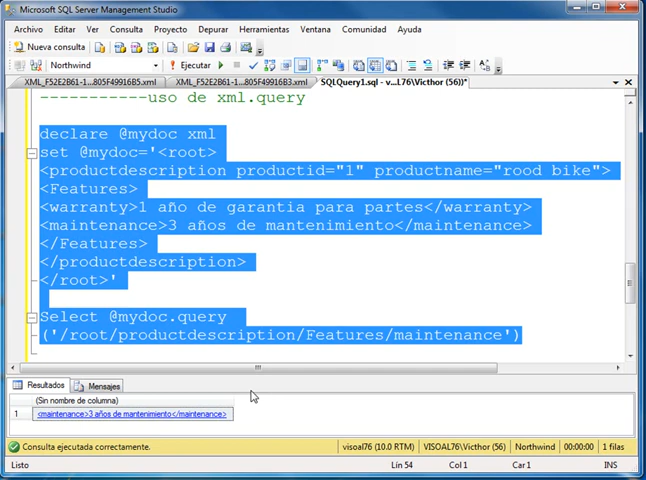 Microsoft SQL Server Management Studio
Archivo Editar Ver Consulta Proyecto Depurar Herramientas Ventana Comunidad Ayuda
Nueva consulta
Northwind Ejecutar
XML_F52E2B61-1...805F49916B5.xml XML_F52E2B61-1...805F49916B3.xml SQLQuery1.sql - v...L76\Victhor (56))*
-----------uso de xml.query
declare @mydoc xml
set @mydoc='<root>
<productdescription productid="1" productname="rood bike">
<Features>
<warranty>1 año de garantia para partes</warranty>
<maintenance>3 años de mantenimiento</maintenance>
</Features>
</productdescription>
</root>'
Select @mydoc.query
('/root/productdescription/Features/maintenance')
Resultados Mensajes
(Sin nombre de columna)
1 <maintenance>3 años de mantenimiento</maintenance>
Consulta ejecutada correctamente. visoal76 (10.0 RTM) VISOAL76\Victhor (56) Northwind 00:00:00 1 filas
Listo Lín 54 Col 1 Car 1 INS